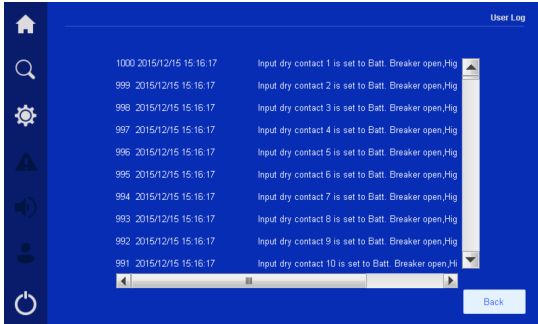 User Log
1000 2015/12/15 15:16:17 Input dry contact 1 is set to Batt. Breaker open,Hig
999 2015/12/15 15:16:17 Input dry contact 2 is set to Batt. Breaker open,Hig
998 2015/12/15 15:16:17 Input dry contact 3 is set to Batt. Breaker open,Hig
997 2015/12/15 15:16:17 Input dry contact 4 is set to Batt. Breaker open,Hig
996 2015/12/15 15:16:17 Input dry contact 5 is set to Batt. Breaker open,Hig
995 2015/12/15 15:16:17 Input dry contact 6 is set to Batt. Breaker open,Hig
994 2015/12/15 15:16:17 Input dry contact 7 is set to Batt. Breaker open,Hig
993 2015/12/15 15:16:17 Input dry contact 8 is set to Batt. Breaker open,Hig
992 2015/12/15 15:16:17 Input dry contact 9 is set to Batt. Breaker open,Hig
991 2015/12/15 15:16:17 Input dry contact 10 is set to Batt. Breaker open,Hi
Back